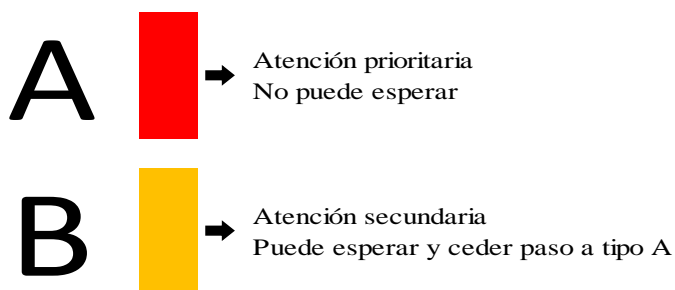 A
Atención prioritaria
No puede esperar
B
Atención secundaria
Puede esperar y ceder paso a tipo A